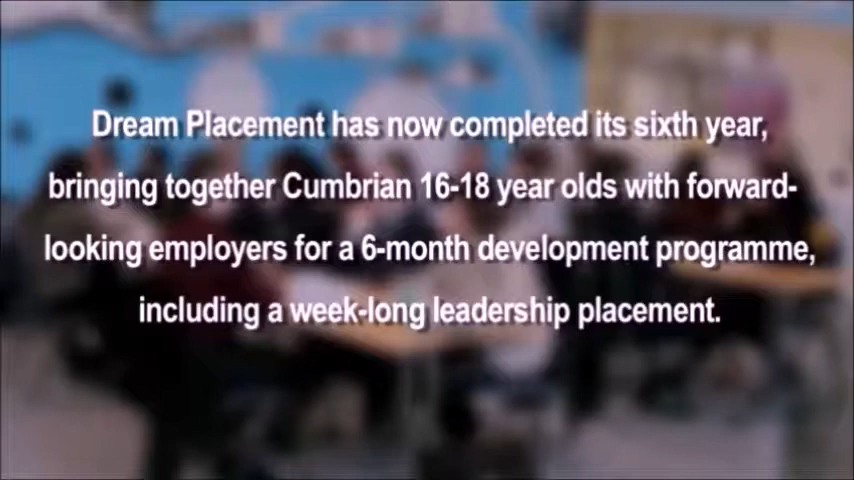 Dream Placement has now completed its sixth year,
bringing together Cumbrian 16-18 year olds with forward-
looking employers for a 6-month development programme,
including a week-long leadership placement.